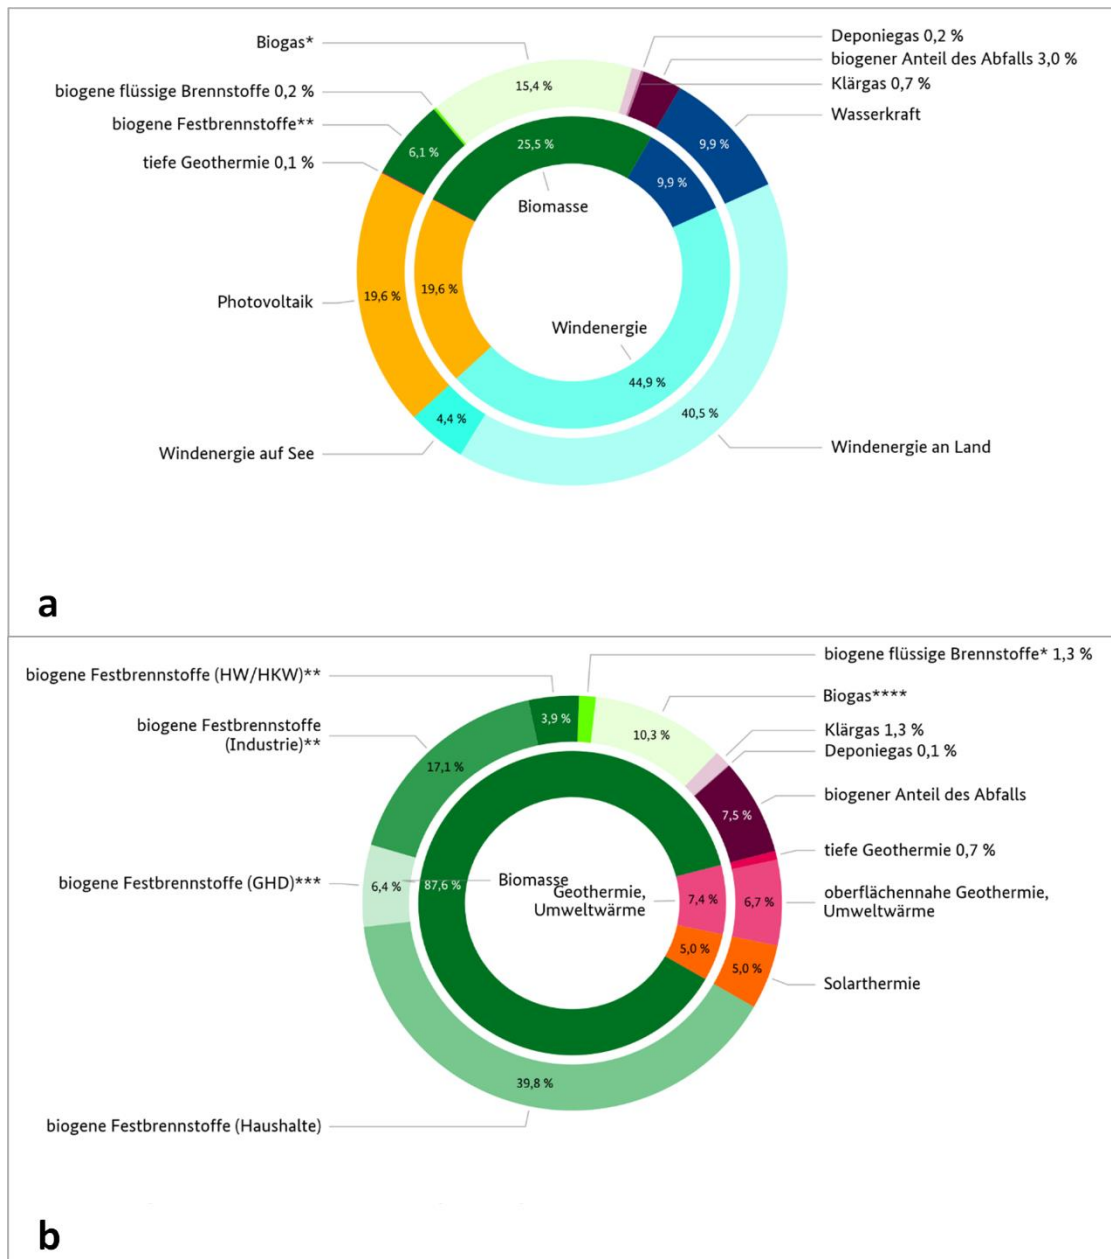 Biogas*
biogene flüssige Brennstoffe 0,2 %
biogene Festbrennstoffe**
tiefe Geothermie 0,1 %
Photovoltaik
Windenergie auf See
Deponiegas 0,2 %
biogener Anteil des Abfalls 3,0 %
Klärgas 0,7 %
Wasserkraft
Windenergie an Land
15,4 %
6,1 %
25,5 %
9,9 %
9,9 %
Biomasse
19,6 %
19,6 %
Windenergie
44,9 %
4,4 %
40,5 %
a
biogene Festbrennstoffe (HW/HKW)**
biogene Festbrennstoffe
(Industrie)**
biogene Festbrennstoffe (GHD)***
biogene Festbrennstoffe (Haushalte)
biogene flüssige Brennstoffe* 1,3 %
Biogas****
Klärgas 1,3 %
Deponiegas 0,1 %
biogener Anteil des Abfalls
tiefe Geothermie 0,7 %
oberflächennahe Geothermie,
Umweltwärme
Solarthermie
3,9 %
10,3 %
17,1 %
7,5 %
6,4 %
87,6 %
Biomasse
Geothermie,
Umweltwärme
7,4 %
6,7 %
5,0 %
5,0 %
39,8 %
b